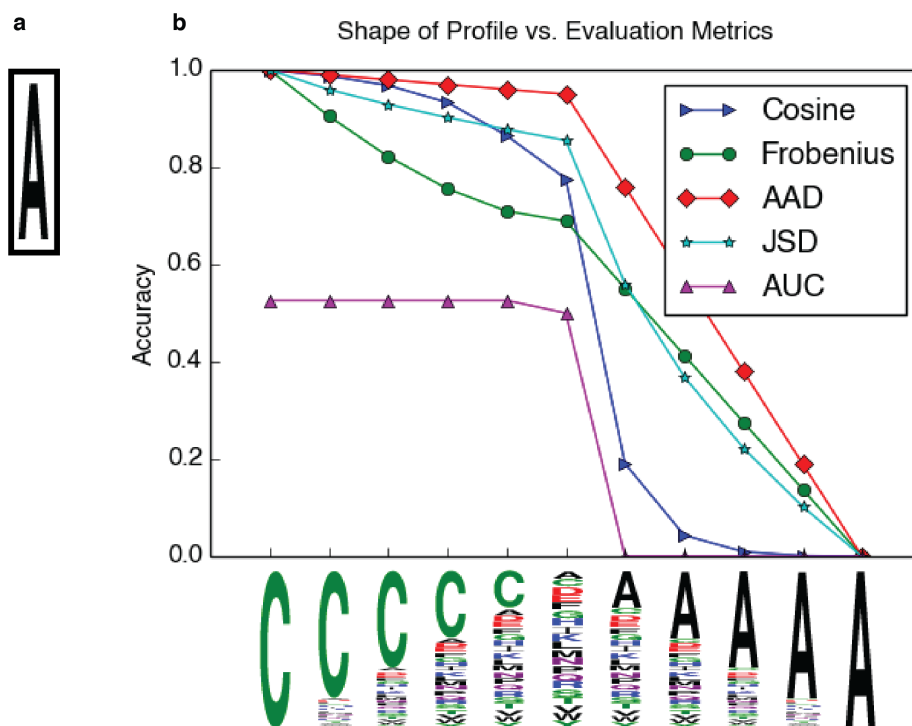 a
b
Shape of Profile vs. Evaluation Metrics
A
1.0
0.8
0.6
0.4
0.2
0.0
Accuracy
Cosine
Frobenius
AAD
JSD
AUC
C C C C C A A A A A A